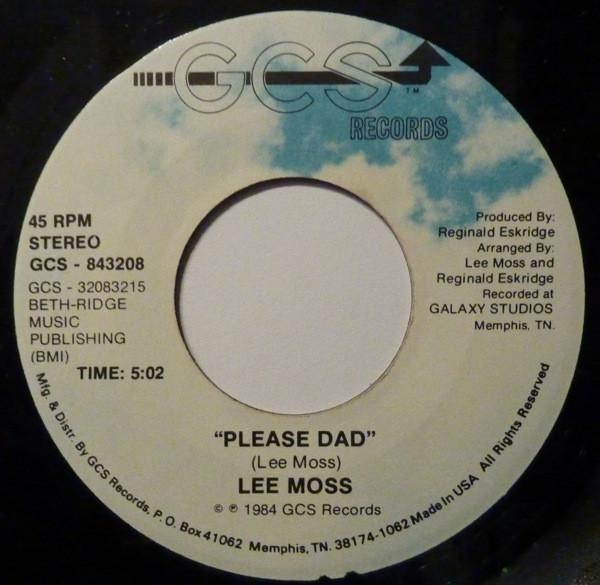 GCS
TM
RECORDS
45 RPM
STEREO
GCS - 843208
GCS - 32083215
BETH-RIDGE
MUSIC
PUBLISHING
(BMI)
TIME: 5:02
Produced By:
Reginald Eskridge
Arranged By:
Lee Moss and
Reginald Eskridge
Recorded at
GALAXY STUDIOS
Memphis, TN.
"PLEASE DAD"
(Lee Moss)
LEE MOSS
© ℗ 1984 GCS Records
Mfg. & Distr. By GCS Records, P.O. Box 41062 Memphis, TN. 38174-1062 Made In USA All Rights Reserved